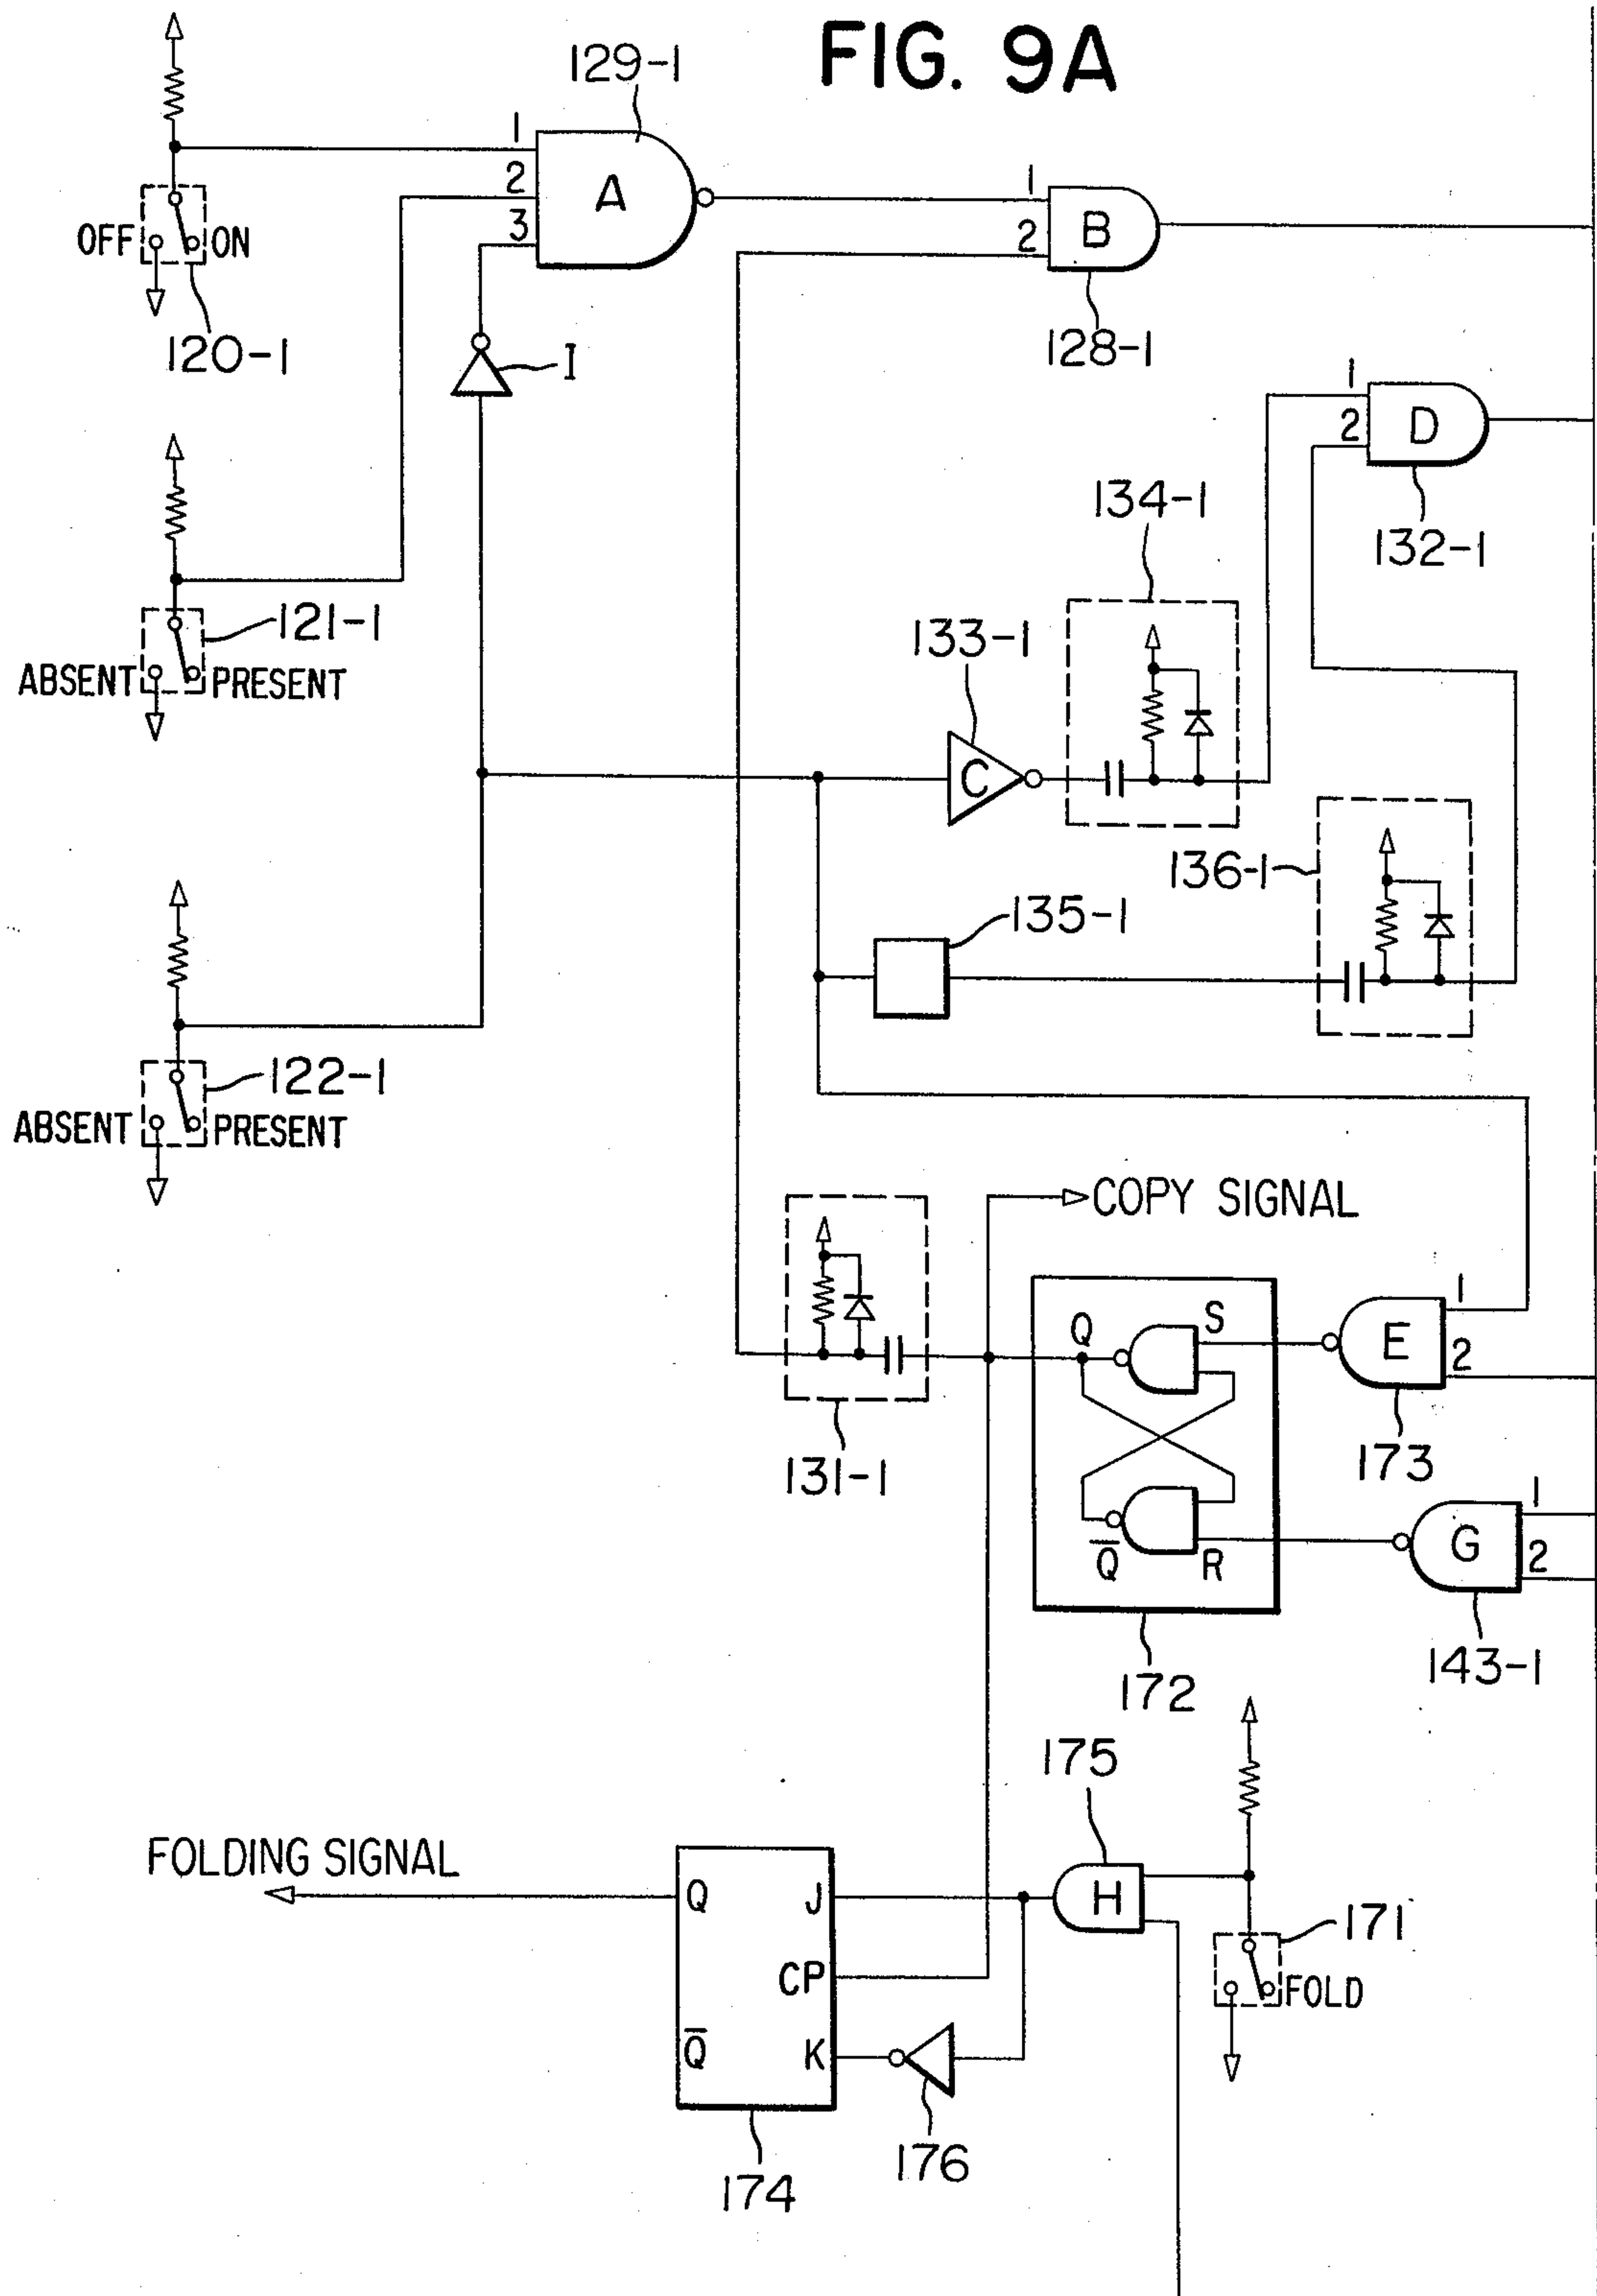 FIG. 9A
129-1
1
2
3
A
1
2
B
OFF
ON
120-1
I
128-1
1
2
D
134-1
132-1
121-1
ABSENT
PRESENT
133-1
C
136-1
135-1
122-1
ABSENT
PRESENT
COPY SIGNAL
Q
S
1
E
2
131-1
173
1
G
2
Q̅
R
172
143-1
175
FOLDING SIGNAL
Q
J
H
171
CP
FOLD
Q̅
K
176
174